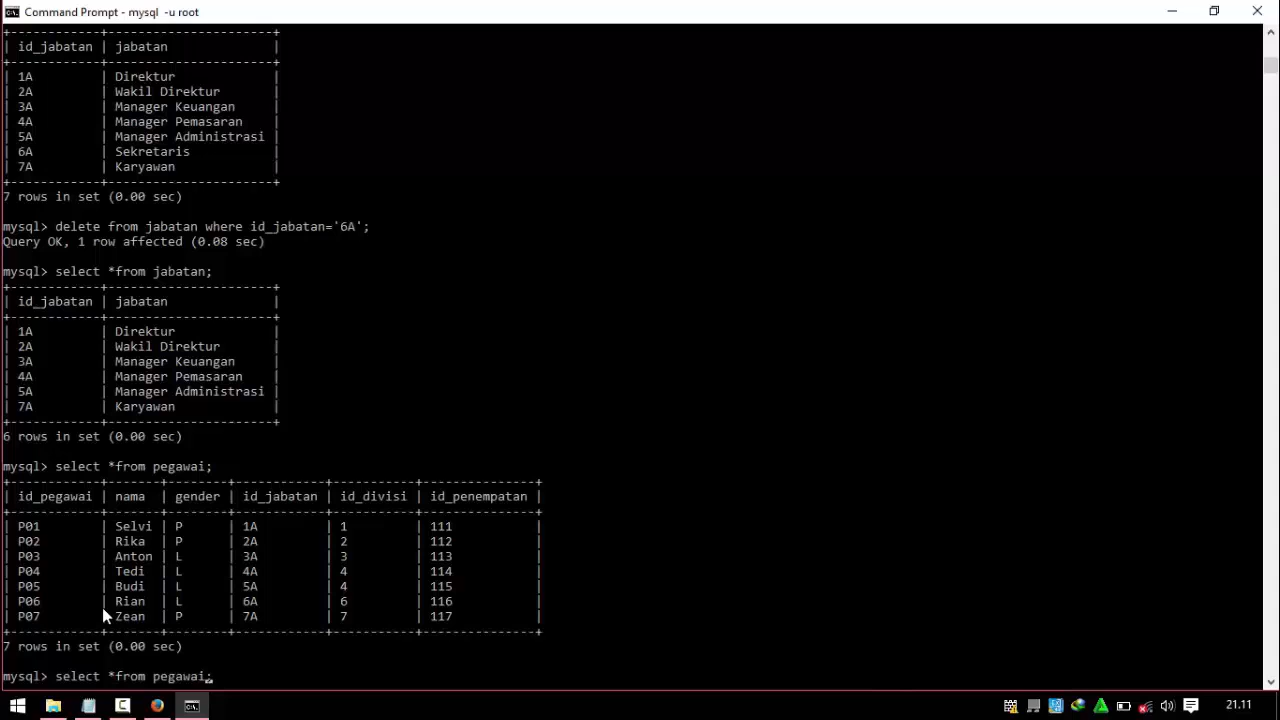 Command Prompt - mysql  -u root
+------------+----------------------+
| id_jabatan | jabatan              |
+------------+----------------------+
| 1A         | Direktur             |
| 2A         | Wakil Direktur       |
| 3A         | Manager Keuangan     |
| 4A         | Manager Pemasaran    |
| 5A         | Manager Administrasi |
| 6A         | Sekretaris           |
| 7A         | Karyawan             |
+------------+----------------------+
7 rows in set (0.00 sec)
mysql> delete from jabatan where id_jabatan='6A';
Query OK, 1 row affected (0.08 sec)
mysql> select *from jabatan;
+------------+----------------------+
| id_jabatan | jabatan              |
+------------+----------------------+
| 1A         | Direktur             |
| 2A         | Wakil Direktur       |
| 3A         | Manager Keuangan     |
| 4A         | Manager Pemasaran    |
| 5A         | Manager Administrasi |
| 7A         | Karyawan             |
+------------+----------------------+
6 rows in set (0.00 sec)
mysql> select *from pegawai;
+------------+-------+--------+------------+-----------+---------------+
| id_pegawai | nama  | gender | id_jabatan | id_divisi | id_penempatan |
+------------+-------+--------+------------+-----------+---------------+
| P01        | Selvi | P      | 1A         | 1         | 111           |
| P02        | Rika  | P      | 2A         | 2         | 112           |
| P03        | Anton | L      | 3A         | 3         | 113           |
| P04        | Tedi  | L      | 4A         | 4         | 114           |
| P05        | Budi  | L      | 5A         | 4         | 115           |
| P06        | Rian  | L      | 6A         | 6         | 116           |
| P07        | Zean  | P      | 7A         | 7         | 117           |
+------------+-------+--------+------------+-----------+---------------+
7 rows in set (0.00 sec)
mysql> select *from pegawai;
21.11